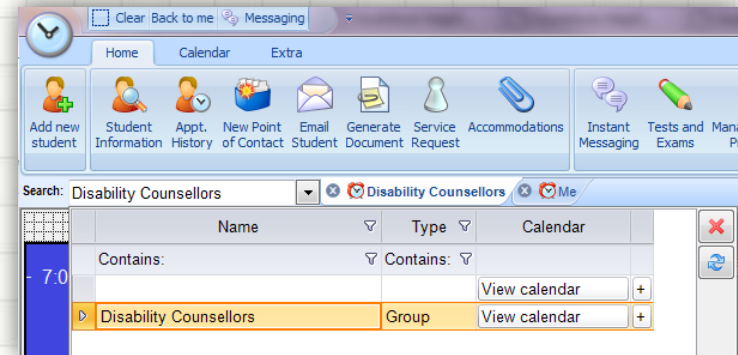 Clear Back to me Messaging
Home Calendar Extra
Add new Student Appt. New Point Email Generate Service Accommodations Instant Tests and
student Information History of Contact Student Document Request Messaging Exams
Search: Disability Counsellors Disability Counsellors Me
Name Type Calendar
Contains: Contains:
7:0
View calendar +
Disability Counsellors Group View calendar +